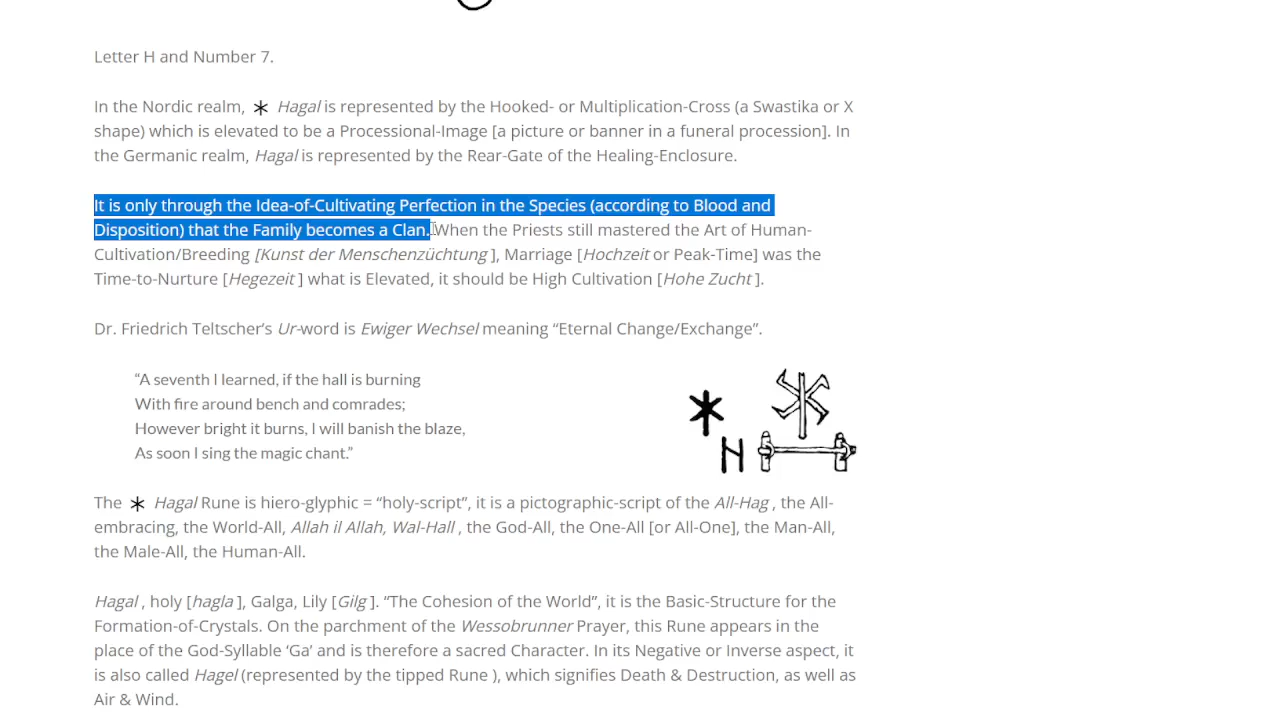 Letter H and Number 7.
In the Nordic realm, Hagal is represented by the Hooked- or Multiplication-Cross (a Swastika or X
shape) which is elevated to be a Processional-Image [a picture or banner in a funeral procession]. In
the Germanic realm, Hagal is represented by the Rear-Gate of the Healing-Enclosure.
It is only through the Idea-of-Cultivating Perfection in the Species (according to Blood and
Disposition) that the Family becomes a Clan. When the Priests still mastered the Art of Human-
Cultivation/Breeding [Kunst der Menschenzüchtung ], Marriage [Hochzeit or Peak-Time] was the
Time-to-Nurture [Hegezeit ] what is Elevated, it should be High Cultivation [Hohe Zucht ].
Dr. Friedrich Teltscher’s Ur-word is Ewiger Wechsel meaning “Eternal Change/Exchange”.
“A seventh I learned, if the hall is burning
With fire around bench and comrades;
However bright it burns, I will banish the blaze,
As soon I sing the magic chant.”
The Hagal Rune is hiero-glyphic = “holy-script”, it is a pictographic-script of the All-Hag , the All-
embracing, the World-All, Allah il Allah, Wal-Hall , the God-All, the One-All [or All-One], the Man-All,
the Male-All, the Human-All.
Hagal , holy [hagla ], Galga, Lily [Gilg ]. “The Cohesion of the World”, it is the Basic-Structure for the
Formation-of-Crystals. On the parchment of the Wessobrunner Prayer, this Rune appears in the
place of the God-Syllable ‘Ga’ and is therefore a sacred Character. In its Negative or Inverse aspect, it
is also called Hagel (represented by the tipped Rune ), which signifies Death & Destruction, as well as
Air & Wind.